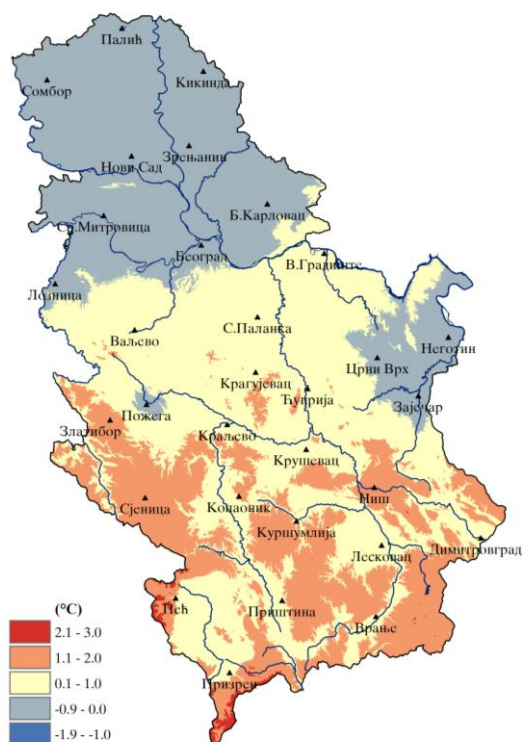 Палић
Сомбор
Кикинда
Зрењанин
Нови Сад
Б.Карловац
Ср.Митровица
Београд
В.Градиште
Лозница
С.Паланка
Ваљево
Неготин
Црни Врх
Крагујевац
Ћуприја
Зајечар
Пожега
Златибор
Краљево
Крушевац
Ниш
Сјеница
Копаоник
Куршумлија
Лесковац
Димитровград
Пећ
Приштина
Врање
Призрен
(°C)
2.1 - 3.0
1.1 - 2.0
0.1 - 1.0
-0.9 - 0.0
-1.9 - -1.0